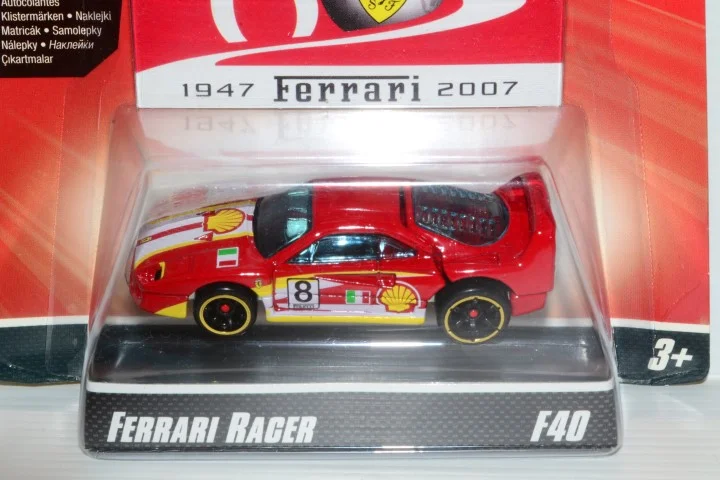 Autocolantes
Klistermärken • Naklejki
Matricák • Samolepky
Nálepky • Наклейки
Çıkartmalar
S F
1947 Ferrari 2007
8
3+
FERRARI RACER
F40